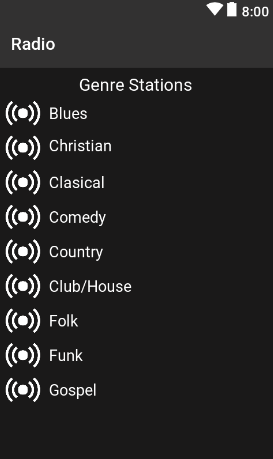 8:00
Radio
Genre Stations
Blues
Christian
Clasical
Comedy
Country
Club/House
Folk
Funk
Gospel